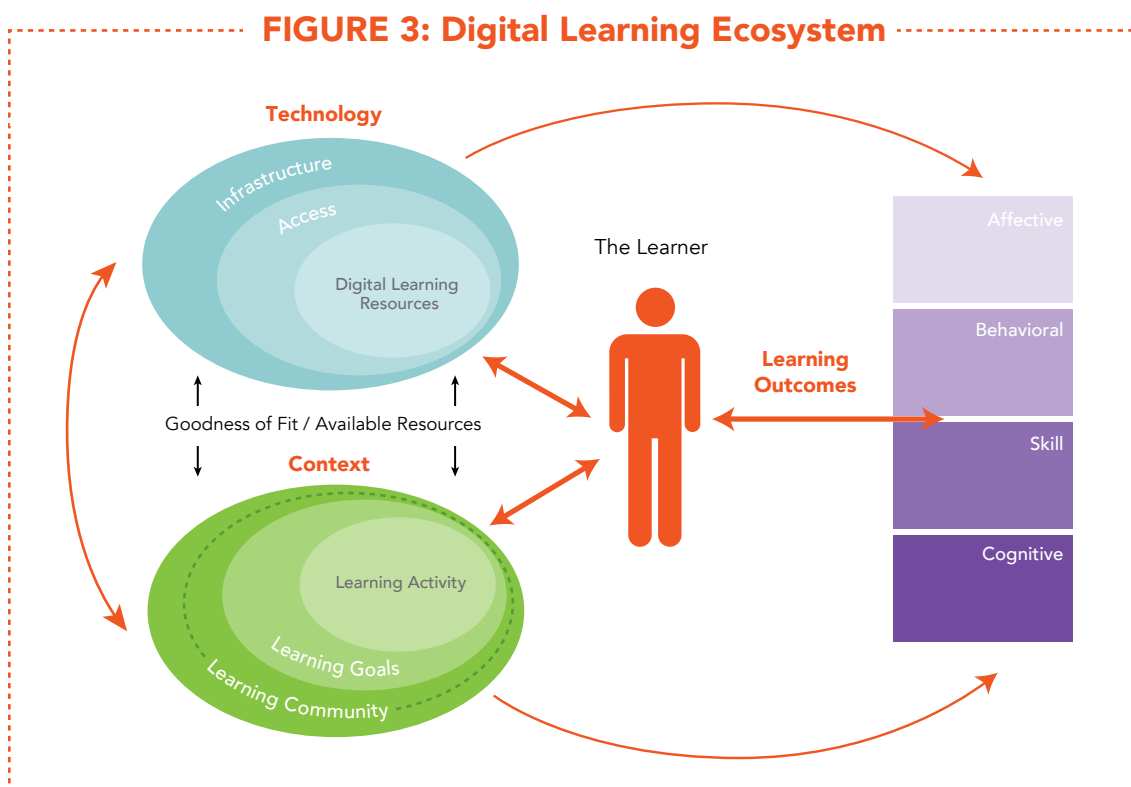 FIGURE 3: Digital Learning Ecosystem
Technology
Infrastructure
Access
Digital Learning
Resources
The Learner
Goodness of Fit / Available Resources
Context
Learning Activity
Learning Goals
Learning Community
Learning
Outcomes
Affective
Behavioral
Skill
Cognitive